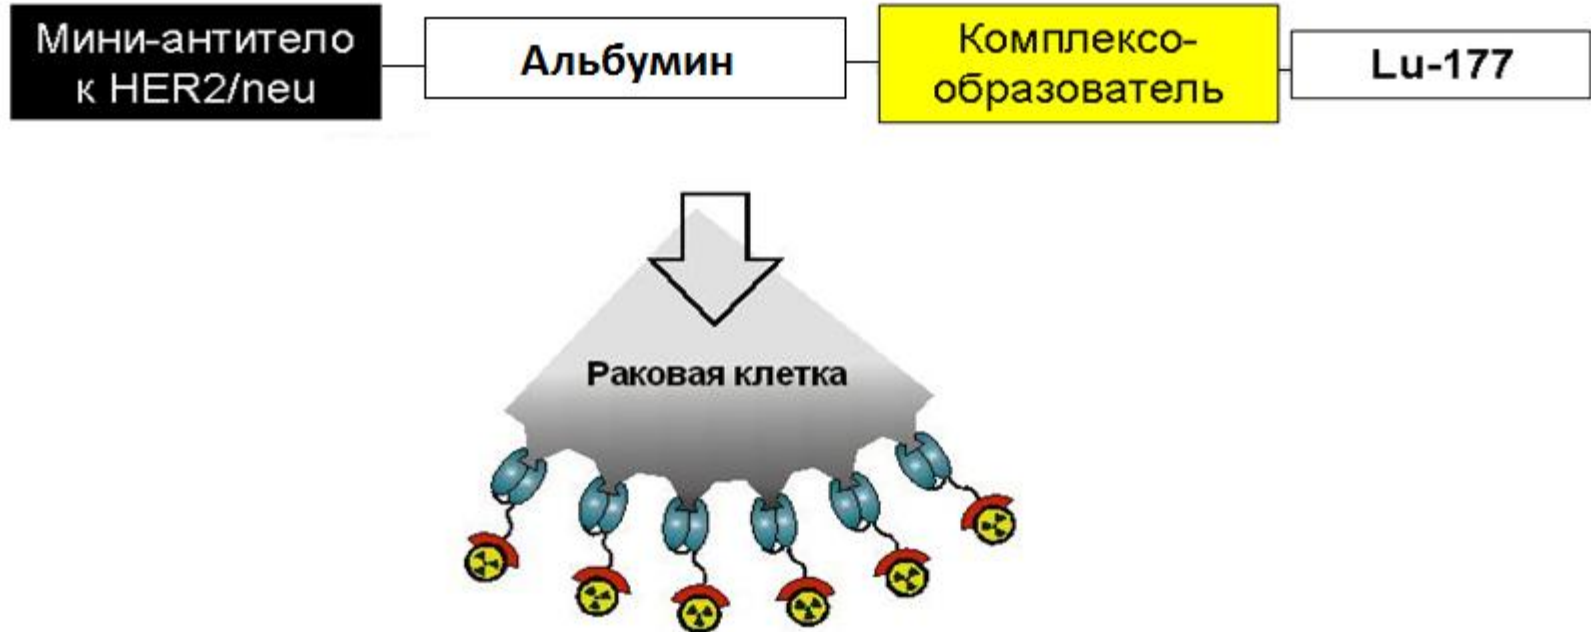 Мини-антитело
к HER2/neu
Альбумин
Комплексо-
образователь
Lu-177
Раковая клетка